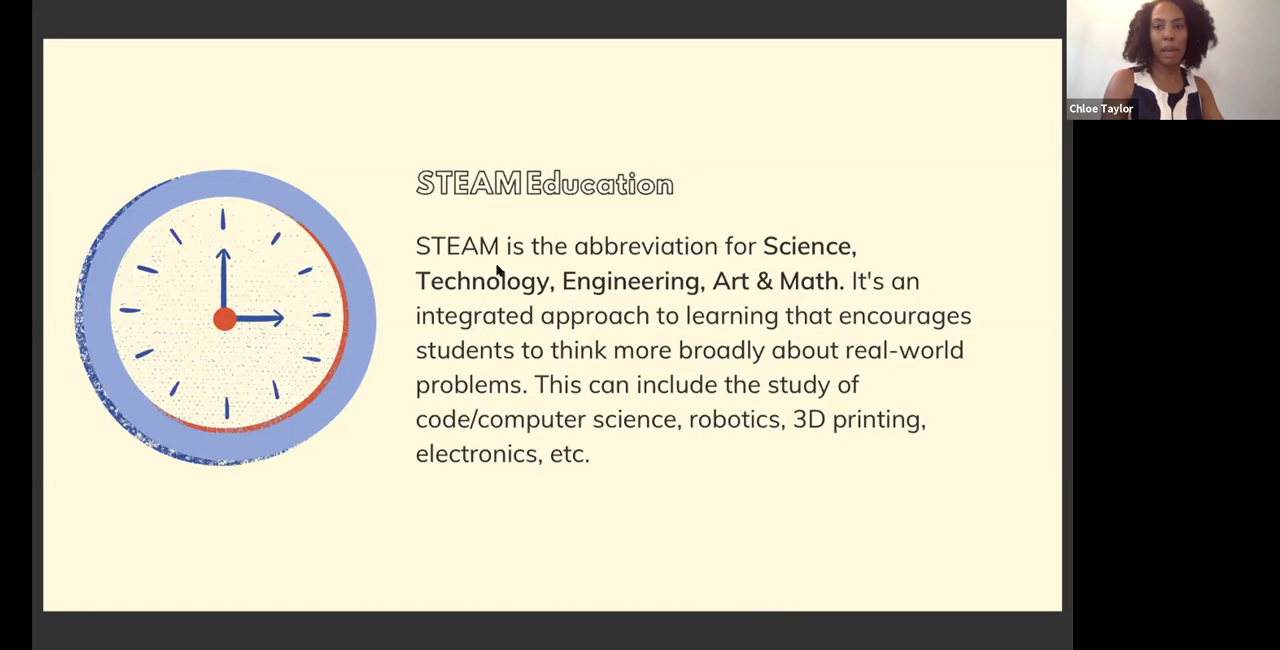 Chloe Taylor
STEAM Education
STEAM is the abbreviation for Science,
Technology, Engineering, Art & Math. It's an
integrated approach to learning that encourages
students to think more broadly about real-world
problems. This can include the study of
code/computer science, robotics, 3D printing,
electronics, etc.